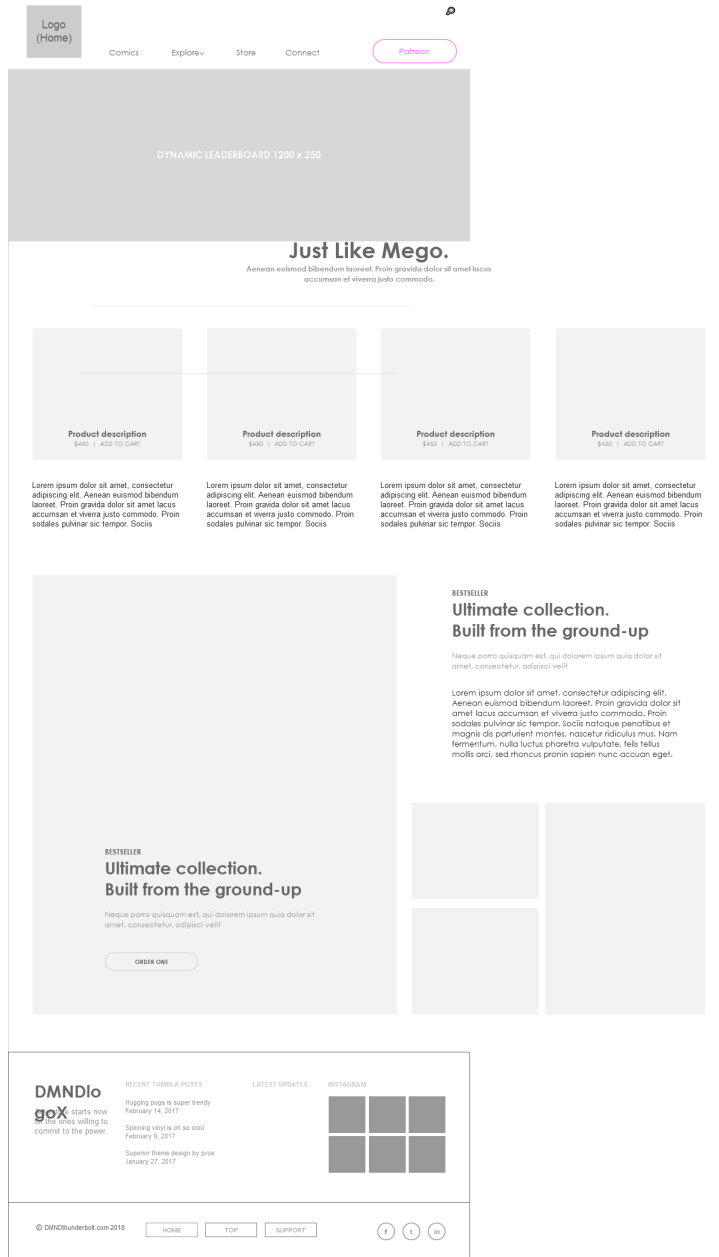 Logo
(Home)
Comics
Explore
Store
Connect
Patreon
DYNAMIC LEADERBOARD 1200 x 250
Just Like Mego.
Aenean euismod bibendum laoreet. Proin gravida dolor sit amet lacus
accumsan et viverra justo commodo.
Product description
$450 | ADD TO CART
Product description
$450 | ADD TO CART
Product description
$450 | ADD TO CART
Product description
$450 | ADD TO CART
Lorem ipsum dolor sit amet, consectetur
adipiscing elit. Aenean euismod bibendum
laoreet. Proin gravida dolor sit amet lacus
accumsan et viverra justo commodo. Proin
sodales pulvinar sic tempor. Sociis
Lorem ipsum dolor sit amet, consectetur
adipiscing elit. Aenean euismod bibendum
laoreet. Proin gravida dolor sit amet lacus
accumsan et viverra justo commodo. Proin
sodales pulvinar sic tempor. Sociis
Lorem ipsum dolor sit amet, consectetur
adipiscing elit. Aenean euismod bibendum
laoreet. Proin gravida dolor sit amet lacus
accumsan et viverra justo commodo. Proin
sodales pulvinar sic tempor. Sociis
Lorem ipsum dolor sit amet, consectetur
adipiscing elit. Aenean euismod bibendum
laoreet. Proin gravida dolor sit amet lacus
accumsan et viverra justo commodo. Proin
sodales pulvinar sic tempor. Sociis
BESTSELLER
Ultimate collection.
Built from the ground-up
Neque porro quisquam est, qui dolorem ipsum quia dolor sit
amet, consectetur, adipisci velit
Lorem ipsum dolor sit amet, consectetur adipiscing elit.
Aenean euismod bibendum laoreet. Proin gravida dolor sit
amet lacus accumsan et viverra justo commodo. Proin
sodales pulvinar sic tempor. Sociis natoque penatibus et
magnis dis parturient montes, nascetur ridiculus mus. Nam
fermentum, nulla luctus pharetra vulputate, felis tellus
mollis orci, sed rhoncus pronin sapien nunc accuan eget.
BESTSELLER
Ultimate collection.
Built from the ground-up
Neque porro quisquam est, qui dolorem ipsum quia dolor sit
amet, consectetur, adipisci velit
ORDER ONE
DMNDlo
goX
starts now
for the ones willing to
commit to the power.
RECENT TUMBLR POSTS
Hugging pugs is super trendy
February 14, 2017
Spinning vinyl is oh so cool
February 9, 2017
Superior theme design by pros
January 27, 2017
LATEST UPDATES
INSTAGRAM
© DMNDthunderbolt.com 2018
HOME
TOP
SUPPORT
f
t
in